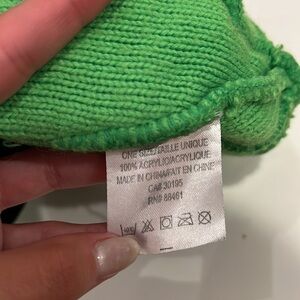 ONE SIZE/TAILLE UNIQUE
100% ACRYLIC/ACRYLIQUE
MADE IN CHINA/FAIT EN CHINE
CA# 30195
RN# 88461